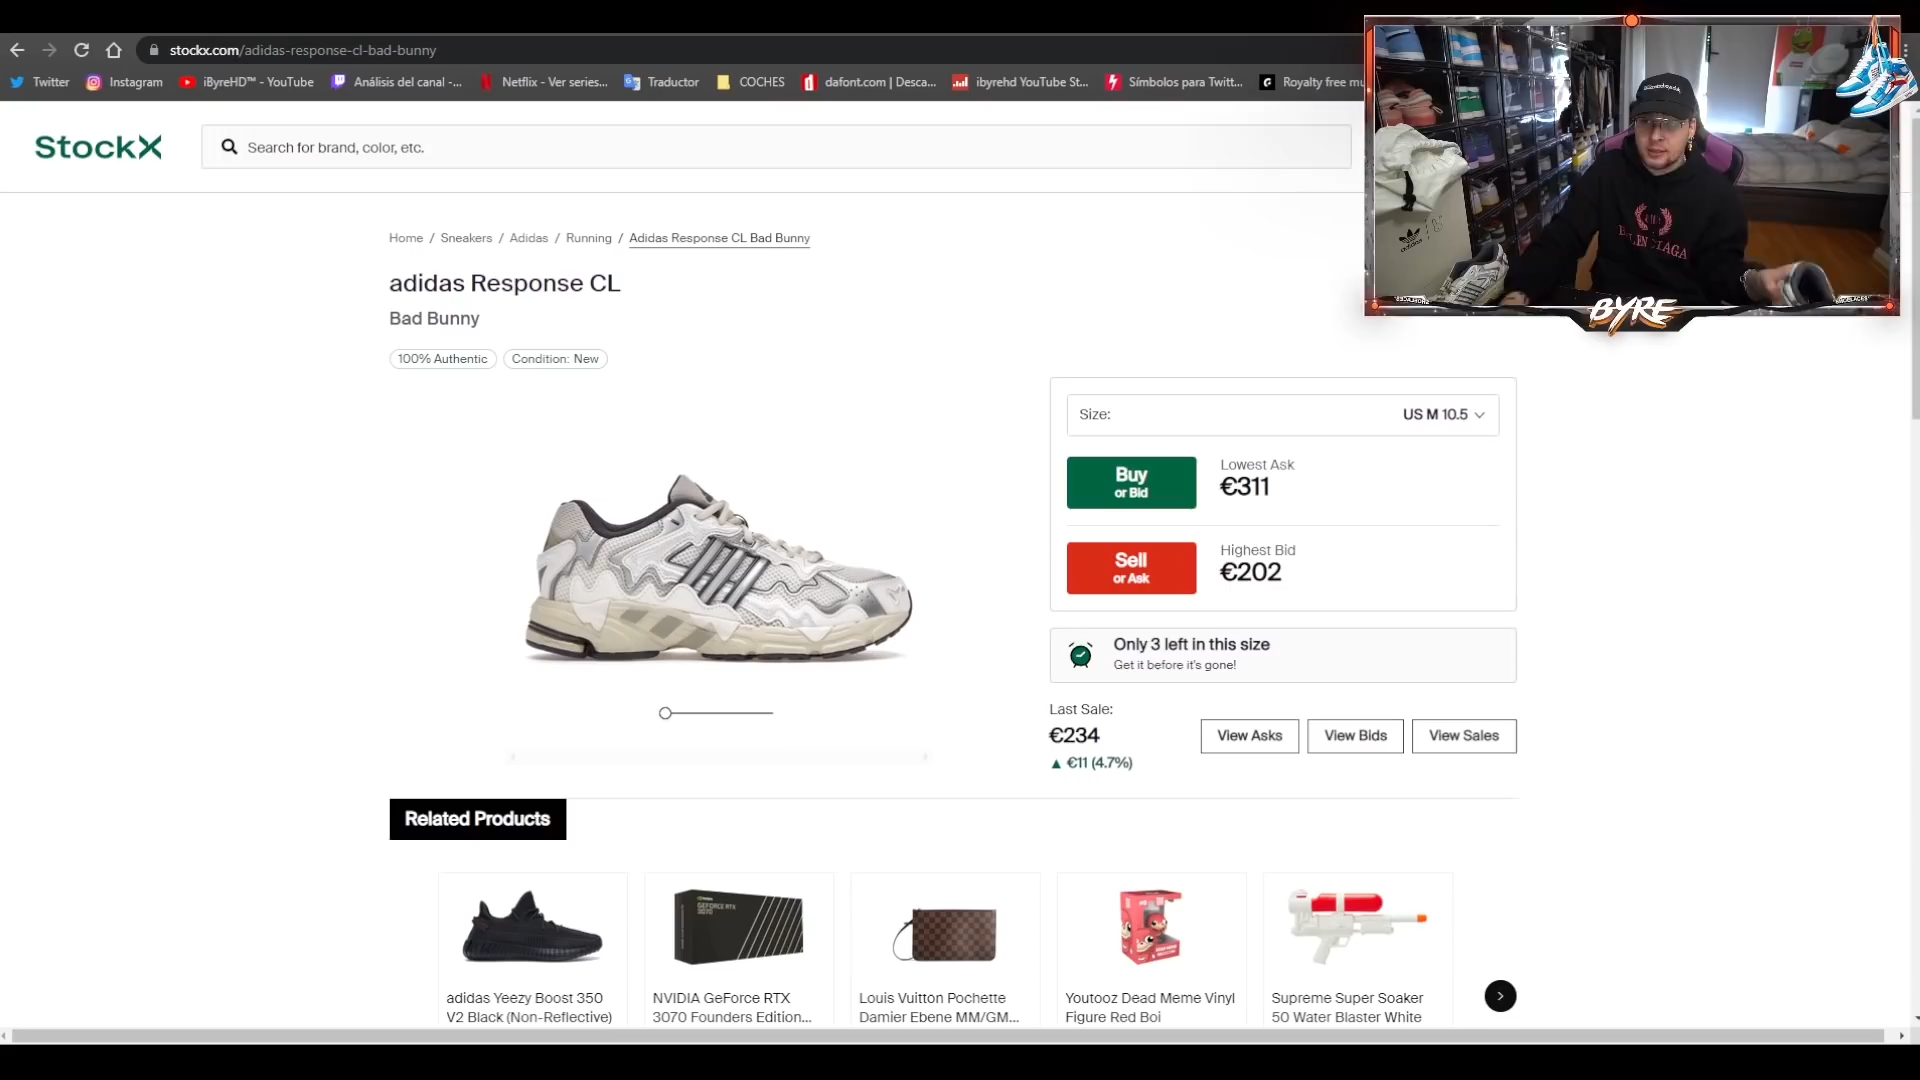 stockx.com/adidas-response-cl-bad-bunny
Twitter Instagram iByreHD™ - YouTube Análisis del canal -... Netflix - Ver series... Traductor COCHES dafont.com | Desca... ibyrehd YouTube St... Símbolos para Twitt... Royalty free mu
StockX
Search for brand, color, etc.
BALENCIAGA
adidas
BYRE
Home / Sneakers / Adidas / Running / Adidas Response CL Bad Bunny
adidas Response CL
Bad Bunny
100% Authentic Condition: New
Size: US M 10.5
Buy
or Bid
Lowest Ask
€311
Sell
or Ask
Highest Bid
€202
Only 3 left in this size
Get it before it's gone!
Last Sale:
€234
▲ €11 (4.7%)
View Asks View Bids View Sales
Related Products
GEFORCE RTX
3070
adidas Yeezy Boost 350
V2 Black (Non-Reflective)
NVIDIA GeForce RTX
3070 Founders Edition...
Louis Vuitton Pochette
Damier Ebene MM/GM...
Youtooz Dead Meme Vinyl
Figure Red Boi
Supreme Super Soaker
50 Water Blaster White